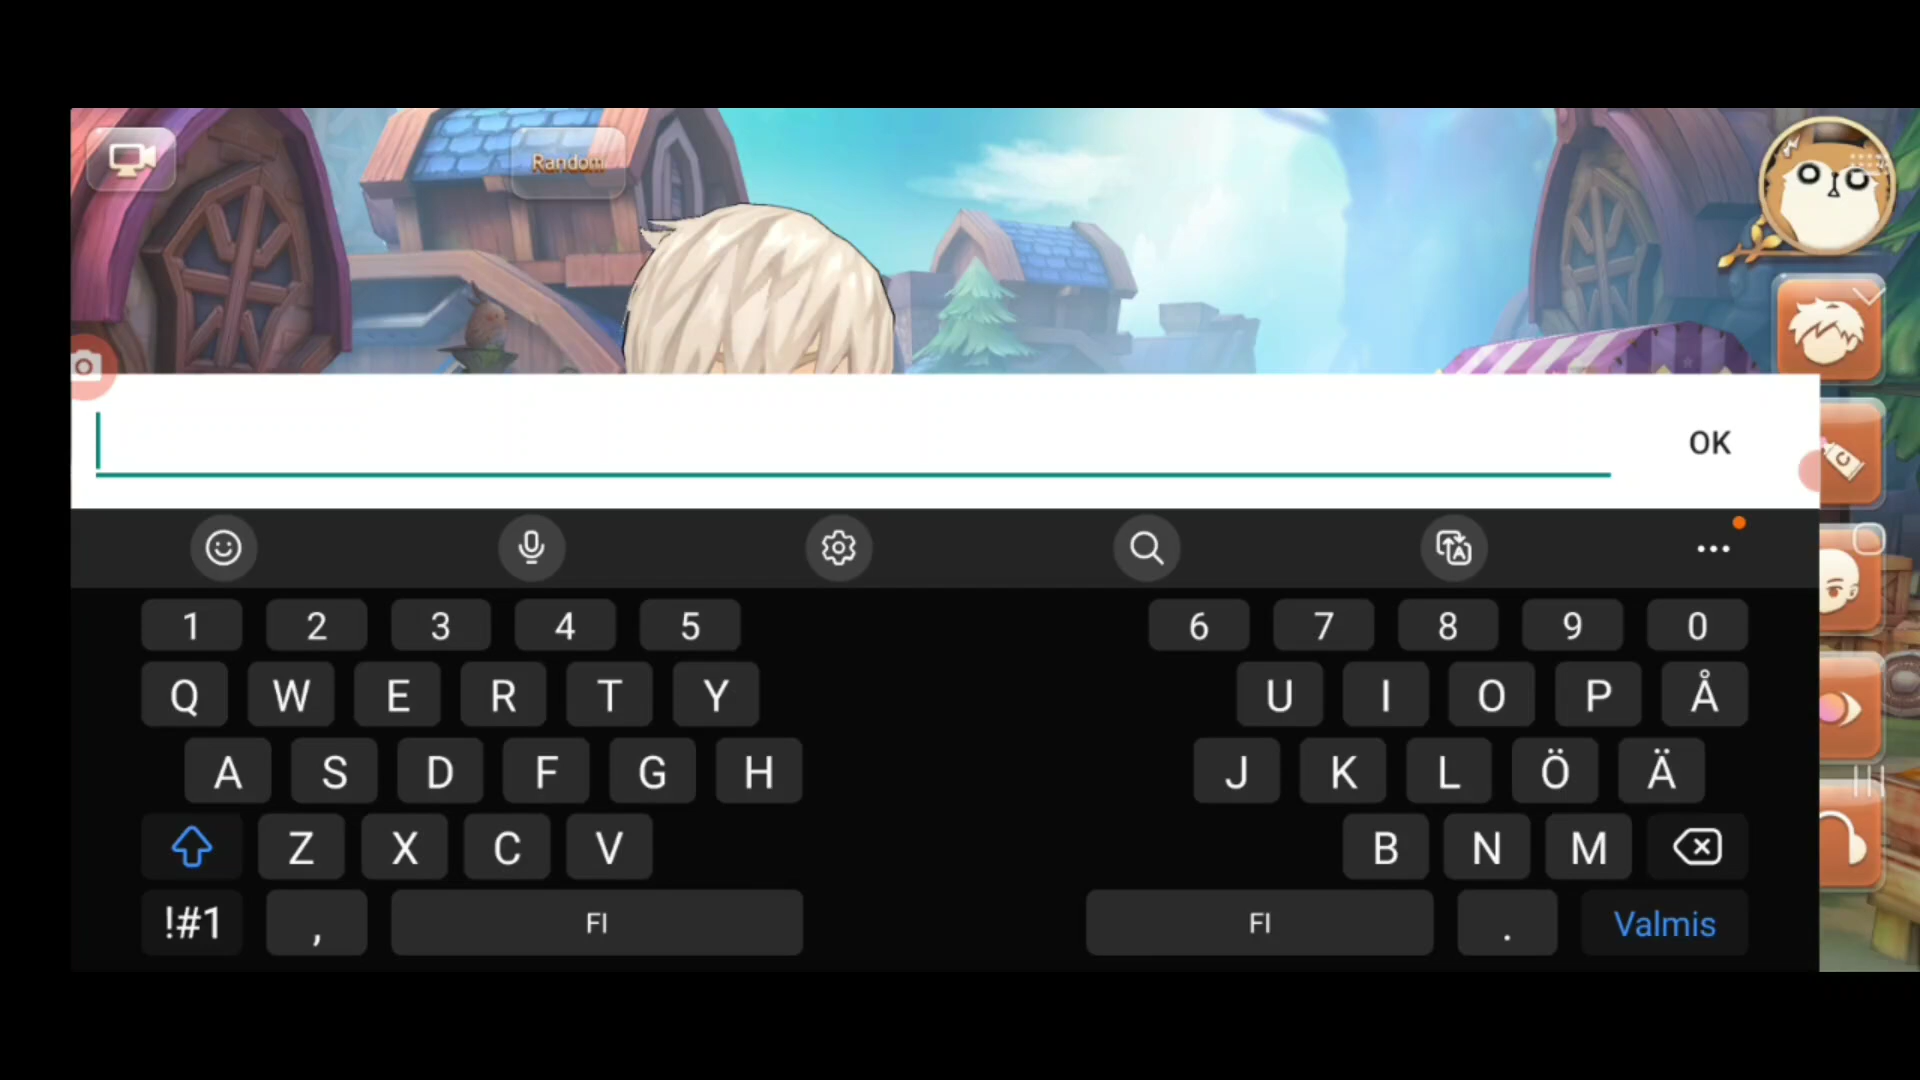 Random
OK
1 2 3 4 5 6 7 8 9 0
Q W E R T Y U I O P Å
A S D F G H J K L Ö Ä
Z X C V B N M
!#1 , FI FI . Valmis